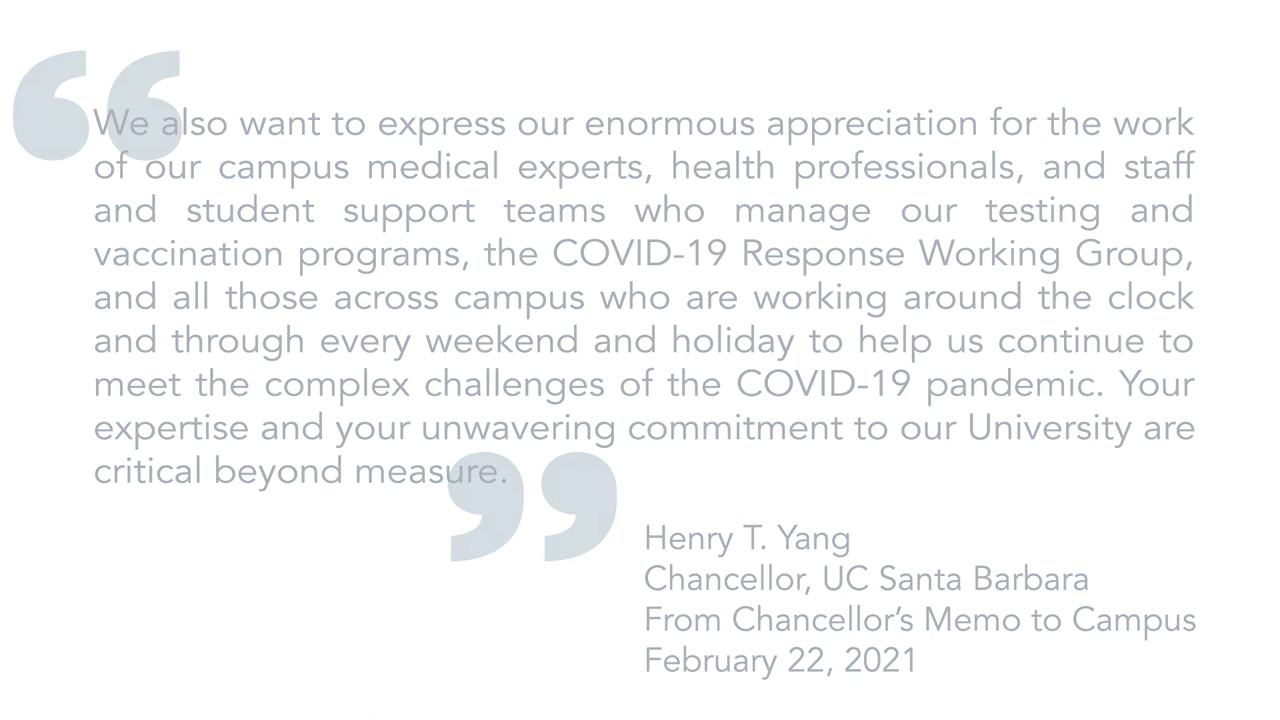 “We also want to express our enormous appreciation for the work
of our campus medical experts, health professionals, and staff
and student support teams who manage our testing and
vaccination programs, the COVID-19 Response Working Group,
and all those across campus who are working around the clock
and through every weekend and holiday to help us continue to
meet the complex challenges of the COVID-19 pandemic. Your
expertise and your unwavering commitment to our University are
critical beyond measure.”
Henry T. Yang
Chancellor, UC Santa Barbara
From Chancellor’s Memo to Campus
February 22, 2021